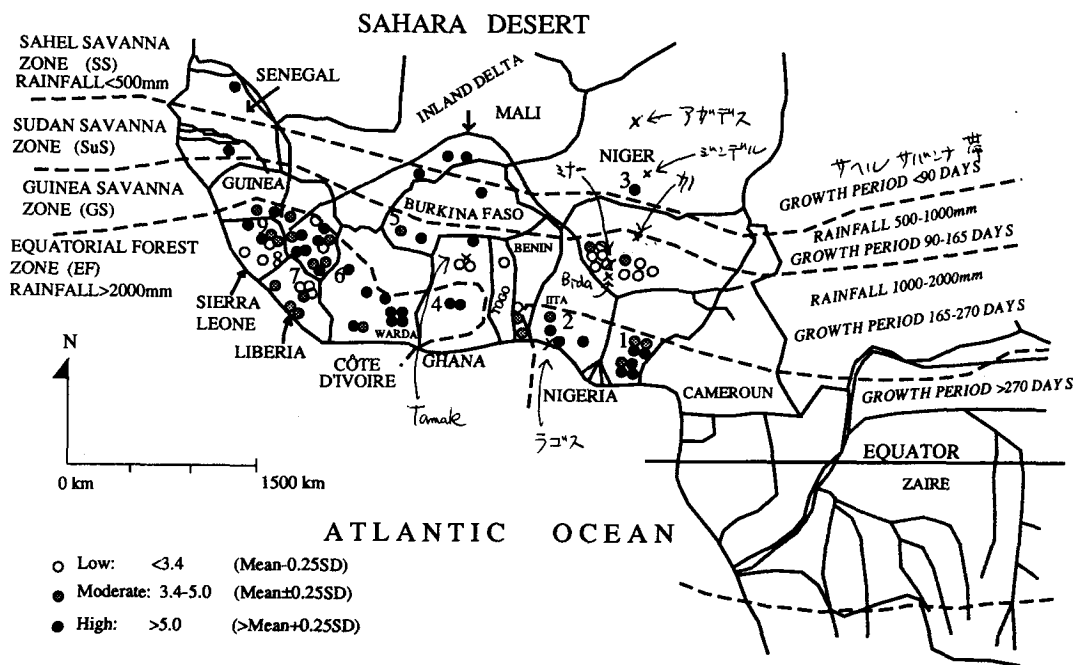 SAHARA DESERT
SAHEL SAVANNA
ZONE (SS)
RAINFALL<500mm
SENEGAL
INLAND DELTA
MALI
SUDAN SAVANNA
ZONE (SuS)
GUINEA SAVANNA
ZONE (GS)
EQUATORIAL FOREST
ZONE (EF)
RAINFALL>2000mm
GUINEA
BURKINA FASO
BENIN
TOGO
NIGER
アガデス
ミンデル
ミナー
カノ
Bida
サヘル サバンナ 帯
GROWTH PERIOD <90 DAYS
RAINFALL 500-1000mm
GROWTH PERIOD 90-165 DAYS
RAINFALL 1000-2000mm
GROWTH PERIOD 165-270 DAYS
GROWTH PERIOD >270 DAYS
3
5
9
8
7
6
4
IITA
2
1
SIERRA
LEONE
LIBERIA
WARDA
CÔTE
D'IVOIRE
GHANA
NIGERIA
CAMEROUN
Tamale
ラゴス
EQUATOR
ZAIRE
N
0 km
1500 km
ATLANTIC OCEAN
Low: <3.4 (Mean-0.25SD)
Moderate: 3.4-5.0 (Mean±0.25SD)
High: >5.0 (>Mean+0.25SD)